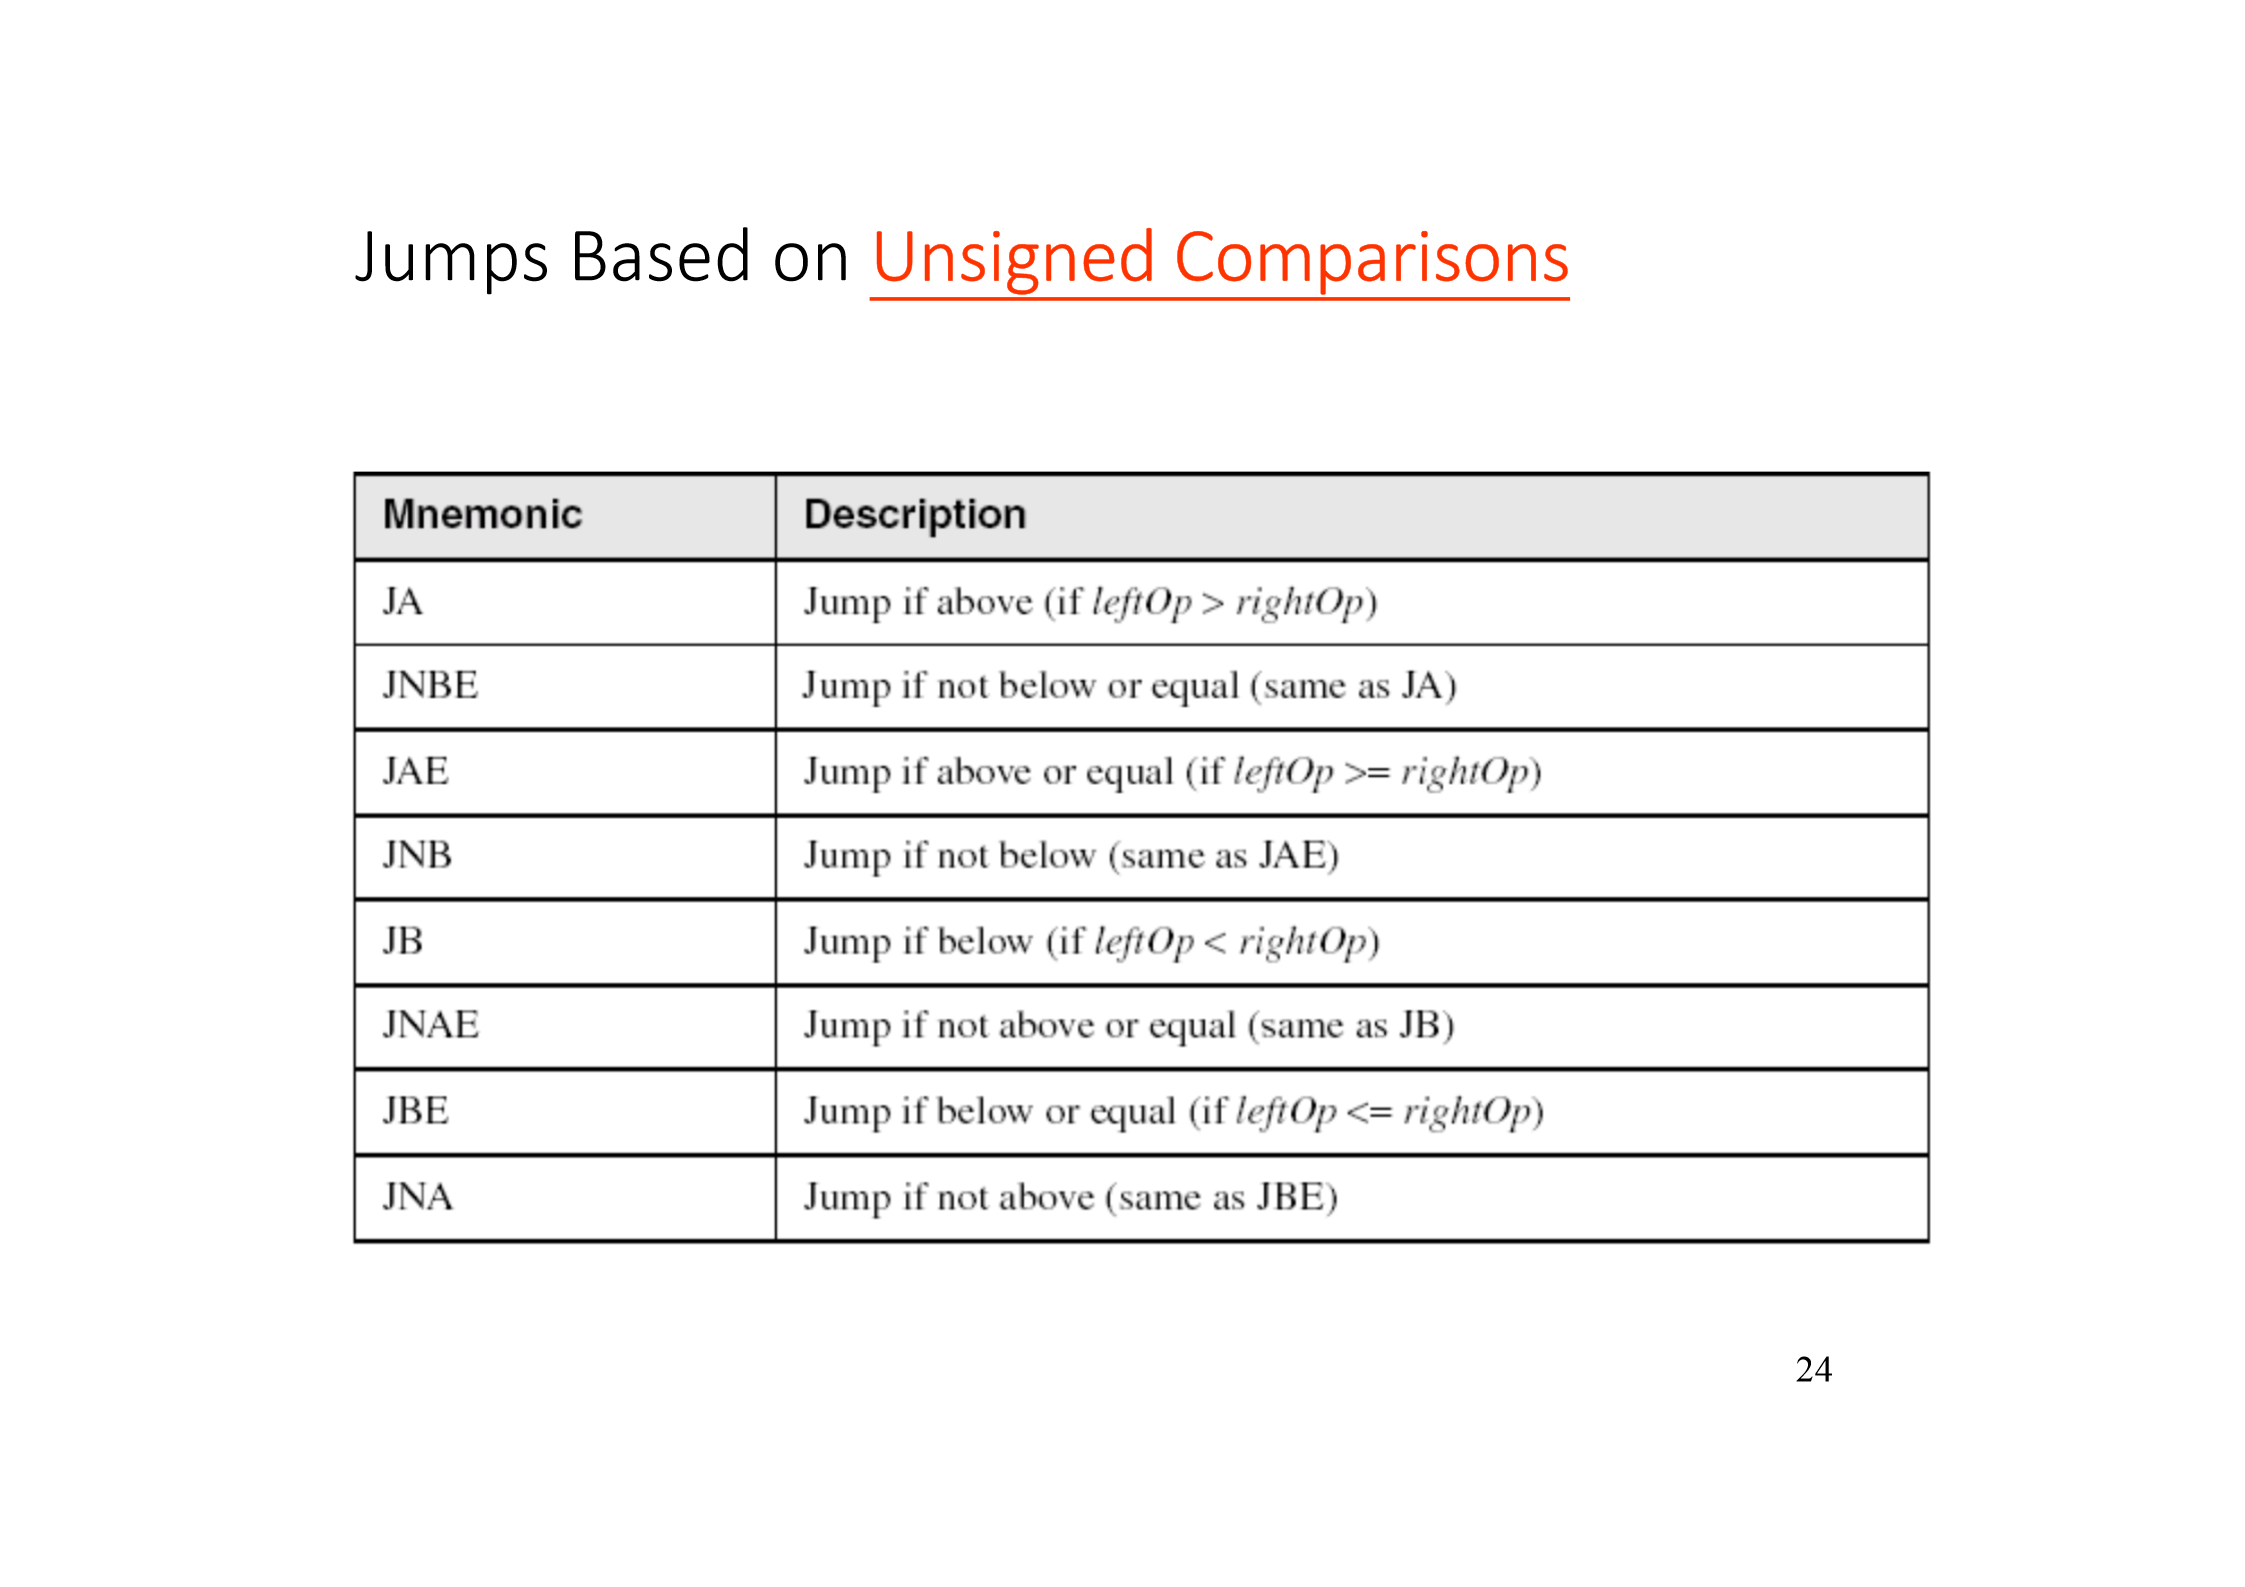 Jumps Based on Unsigned Comparisons
Mnemonic Description
JA Jump if above (if leftOp > rightOp)
JNBE Jump if not below or equal (same as JA)
JAE Jump if above or equal (if leftOp >= rightOp)
JNB Jump if not below (same as JAE)
JB Jump if below (if leftOp < rightOp)
JNAE Jump if not above or equal (same as JB)
JBE Jump if below or equal (if leftOp <= rightOp)
JNA Jump if not above (same as JBE)
24